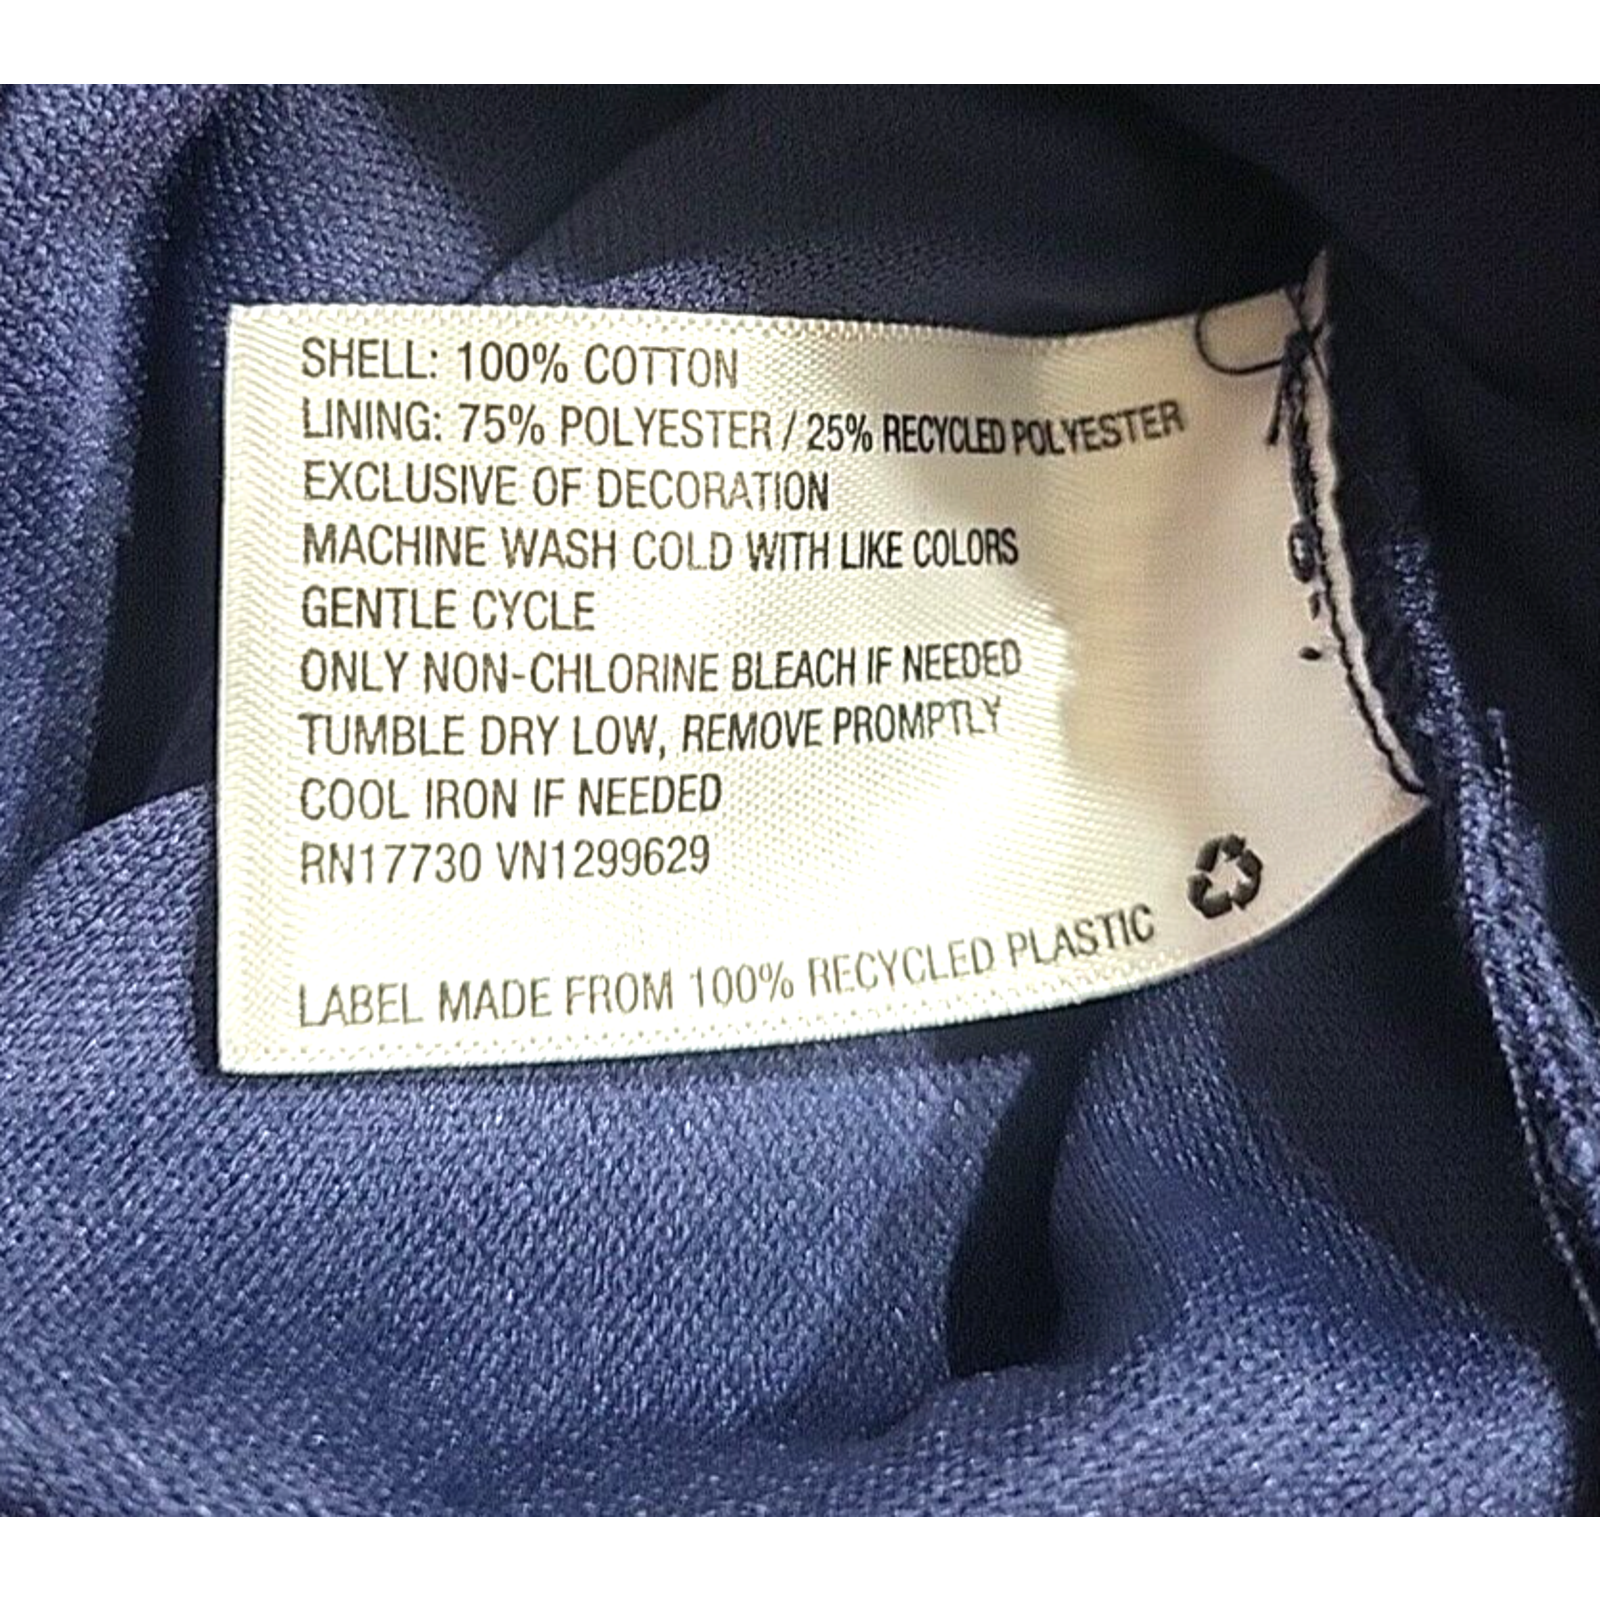 SHELL: 100% COTTON
LINING: 75% POLYESTER / 25% RECYCLED POLYESTER
EXCLUSIVE OF DECORATION
MACHINE WASH COLD WITH LIKE COLORS
GENTLE CYCLE
ONLY NON-CHLORINE BLEACH IF NEEDED
TUMBLE DRY LOW, REMOVE PROMPTLY
COOL IRON IF NEEDED
RN17730 VN1299629
LABEL MADE FROM 100% RECYCLED PLASTIC